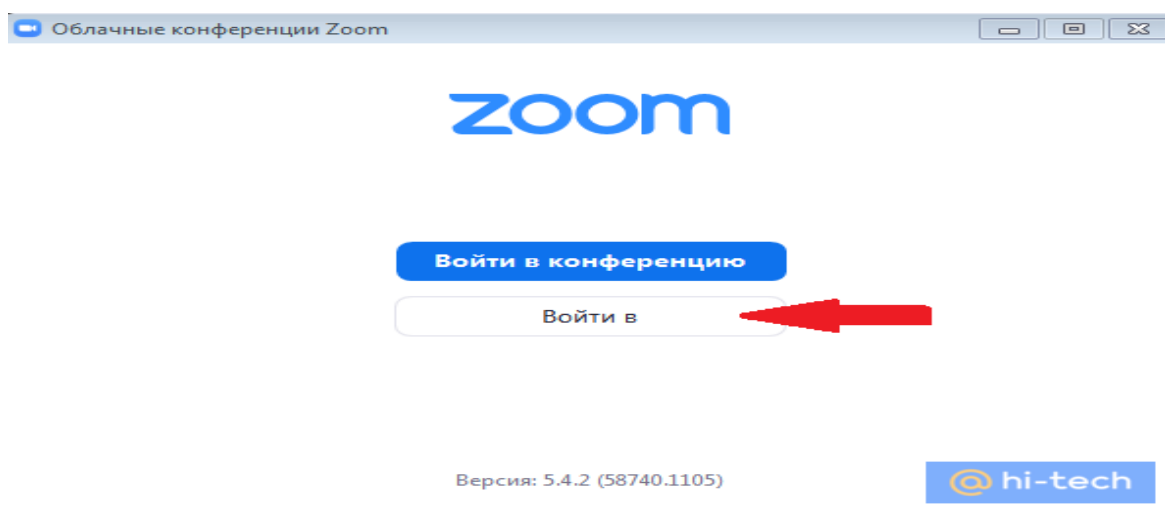 Облачные конференции Zoom
zoom
Войти в конференцию
Войти в
Версия: 5.4.2 (58740.1105)
@ hi-tech